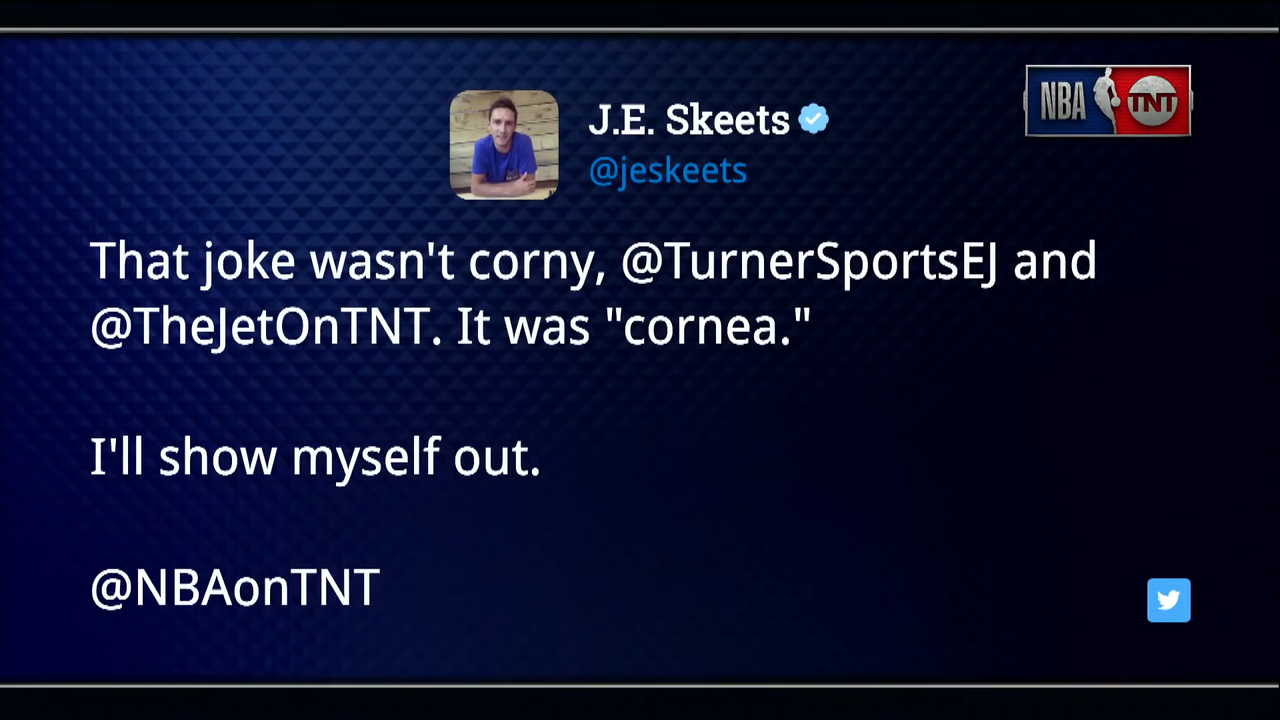 NBA TNT
J.E. Skeets
@jeskeets
That joke wasn't corny, @TurnerSportsEJ and
@TheJetOnTNT. It was "cornea."
I'll show myself out.
@NBAonTNT